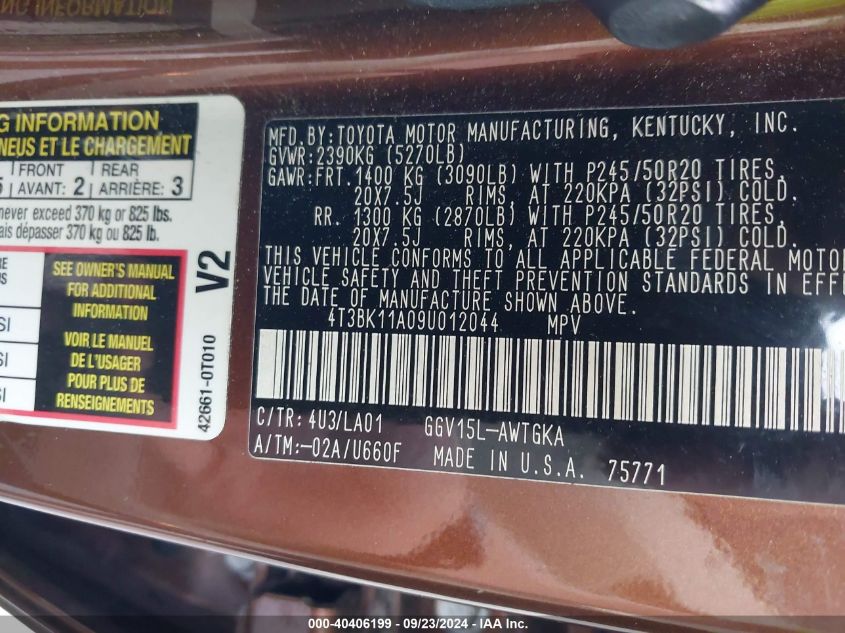 NG INFORMATION
G INFORMATION
NEUS ET LE CHARGEMENT
FRONT REAR
AVANT: 2 ARRIÈRE: 3
never exceed 370 kg or 825 lbs.
ais dépasser 370 kg ou 825 lb.
SEE OWNER'S MANUAL
FOR ADDITIONAL
INFORMATION
VOIR LE MANUEL
DE L'USAGER
POUR PLUS DE
RENSEIGNEMENTS
V2
42661-0T010
MFD.BY:TOYOTA MOTOR MANUFACTURING, KENTUCKY, INC.
GVWR:2390KG (5270LB)
GAWR:FRT.1400 KG (3090LB) WITH P245/50R20 TIRES,
20X7.5J RIMS, AT 220KPA (32PSI) COLD.
RR. 1300 KG (2870LB) WITH P245/50R20 TIRES,
20X7.5J RIMS, AT 220KPA (32PSI) COLD.
THIS VEHICLE CONFORMS TO ALL APPLICABLE FEDERAL MOTO
VEHICLE SAFETY AND THEFT PREVENTION STANDARDS IN EFFE
THE DATE OF MANUFACTURE SHOWN ABOVE.
4T3BK11A09U012044 MPV
C/TR: 4U3/LA01 GGV15L-AWTGKA
A/TM:-02A/U660F MADE IN U.S.A. 75771
000-40406199 - 09/23/2024 - IAA Inc.